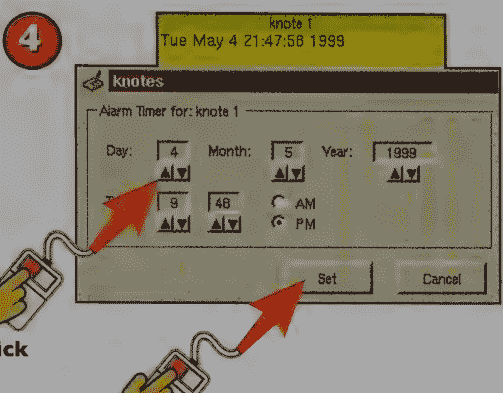 4
knote 1
Tue May 4 21:47:56 1999
knotes
Alarm Timer for: knote 1
Day: 4 Month: 5 Year: 1999
9 48 AM
PM
Set Cancel
ick